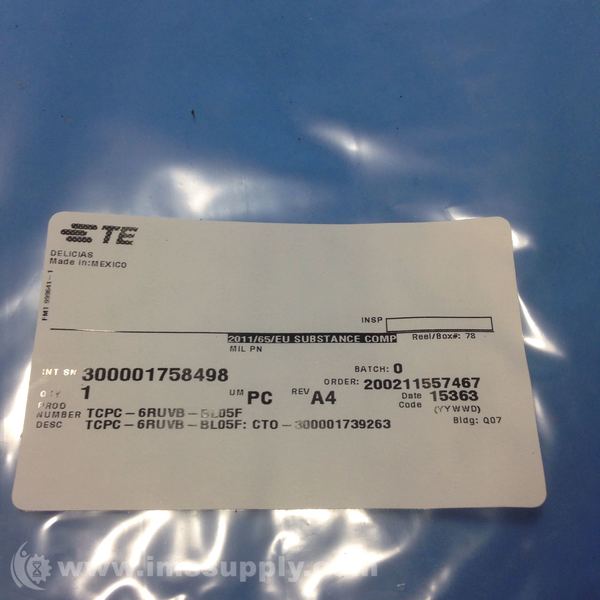 TE
DELICIAS
Made in:MEXICO
FM1 999641-1
INSP
2011/65/EU SUBSTANCE COMP Reel/Box#: 78
MIL PN
INT SN 300001758498 BATCH: 0
ORDER: 200211557467
QTY 1 UM PC REV A4 Date Code 15363 (YYWWD)
PROD NUMBER TCPC-6RUVB-BL05F Bldg: Q07
DESC TCPC-6RUVB-BL05F: CTO-300001739263
www.imssupply.com